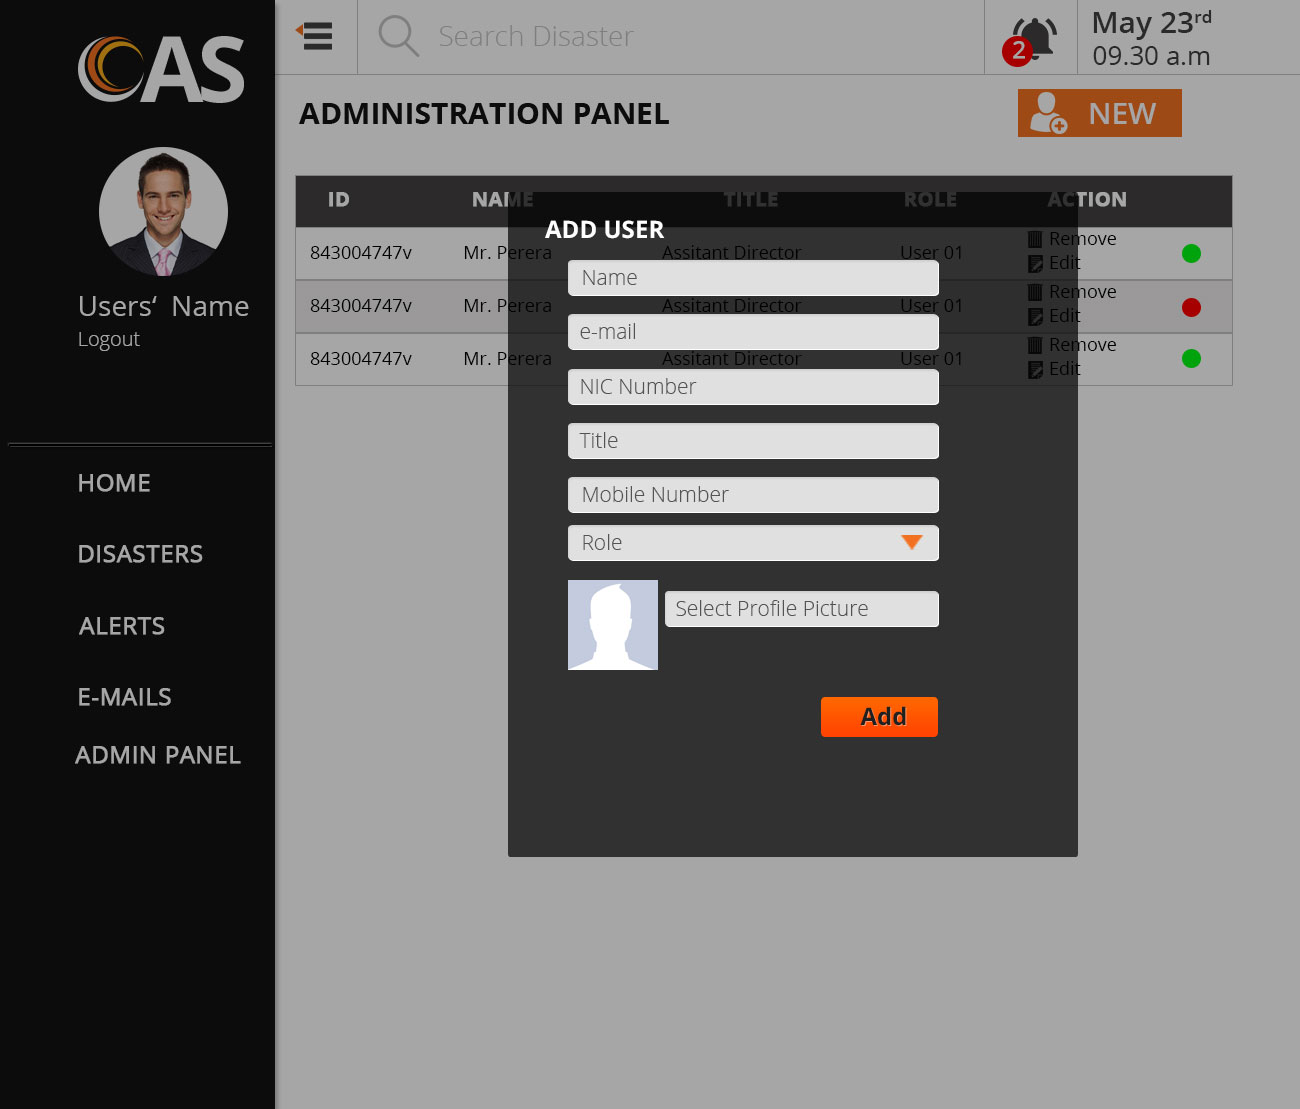 CAS
Users‘ Name
Logout
HOME
DISASTERS
ALERTS
E-MAILS
ADMIN PANEL
Search Disaster
2
May 23rd
09.30 a.m
ADMINISTRATION PANEL
NEW
ID NAME TITLE ROLE ACTION
843004747v Mr. Perera Assitant Director User 01 Remove
Edit
843004747v Mr. Perera Assitant Director User 01 Remove
Edit
843004747v Mr. Perera Assitant Director User 01 Remove
Edit
ADD USER
Name
e-mail
NIC Number
Title
Mobile Number
Role
Select Profile Picture
Add